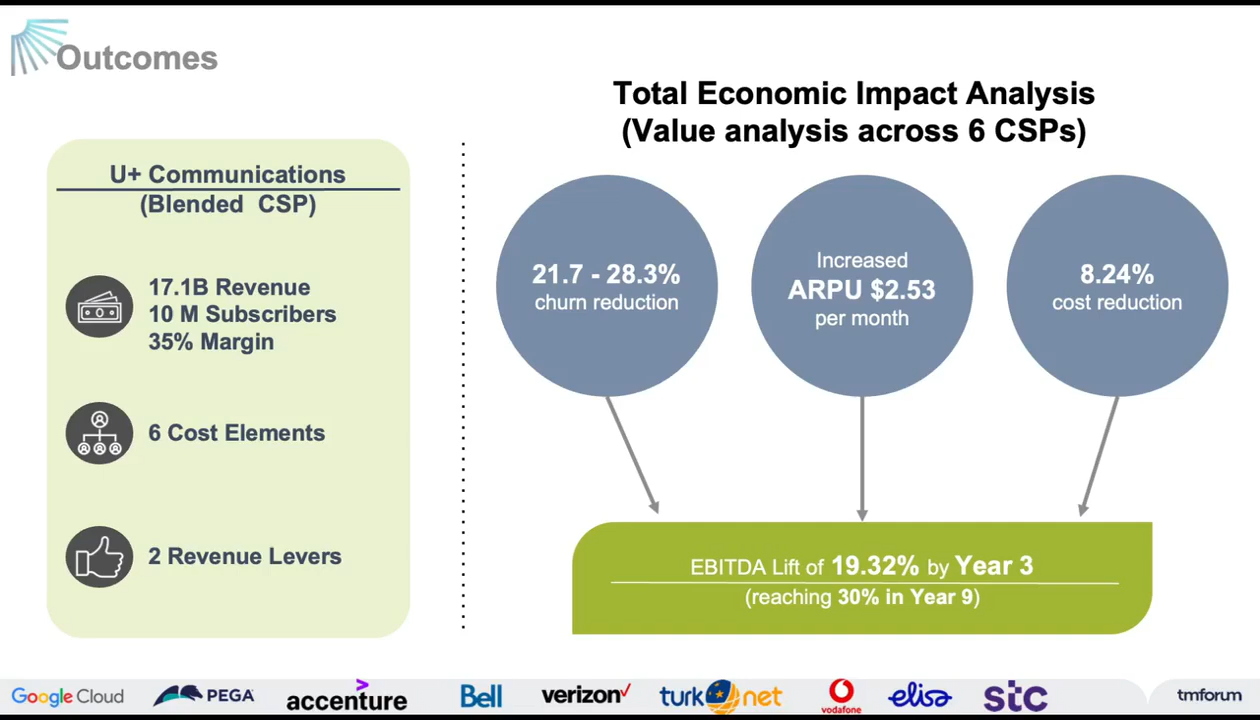 Outcomes
Total Economic Impact Analysis
(Value analysis across 6 CSPs)
U+ Communications
(Blended CSP)
17.1B Revenue
10 M Subscribers
35% Margin
6 Cost Elements
2 Revenue Levers
21.7 - 28.3%
churn reduction
Increased
ARPU $2.53
per month
8.24%
cost reduction
EBITDA Lift of 19.32% by Year 3
(reaching 30% in Year 9)
Google Cloud
PEGA
accenture
Bell
verizon
turk net
vodafone
elisa
stc
tmforum